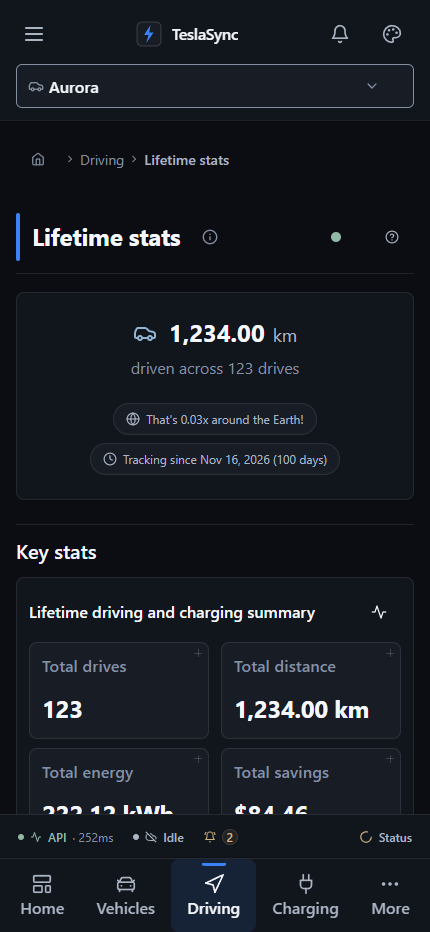 TeslaSync
Aurora
Driving
Lifetime stats
Lifetime stats
1,234.00 km
driven across 123 drives
That's 0.03x around the Earth!
Tracking since Nov 16, 2026 (100 days)
Key stats
Lifetime driving and charging summary
Total drives
123
Total distance
1,234.00 km
Total energy
Total savings
API · 252ms
Idle
2
Status
Home
Vehicles
Driving
Charging
More